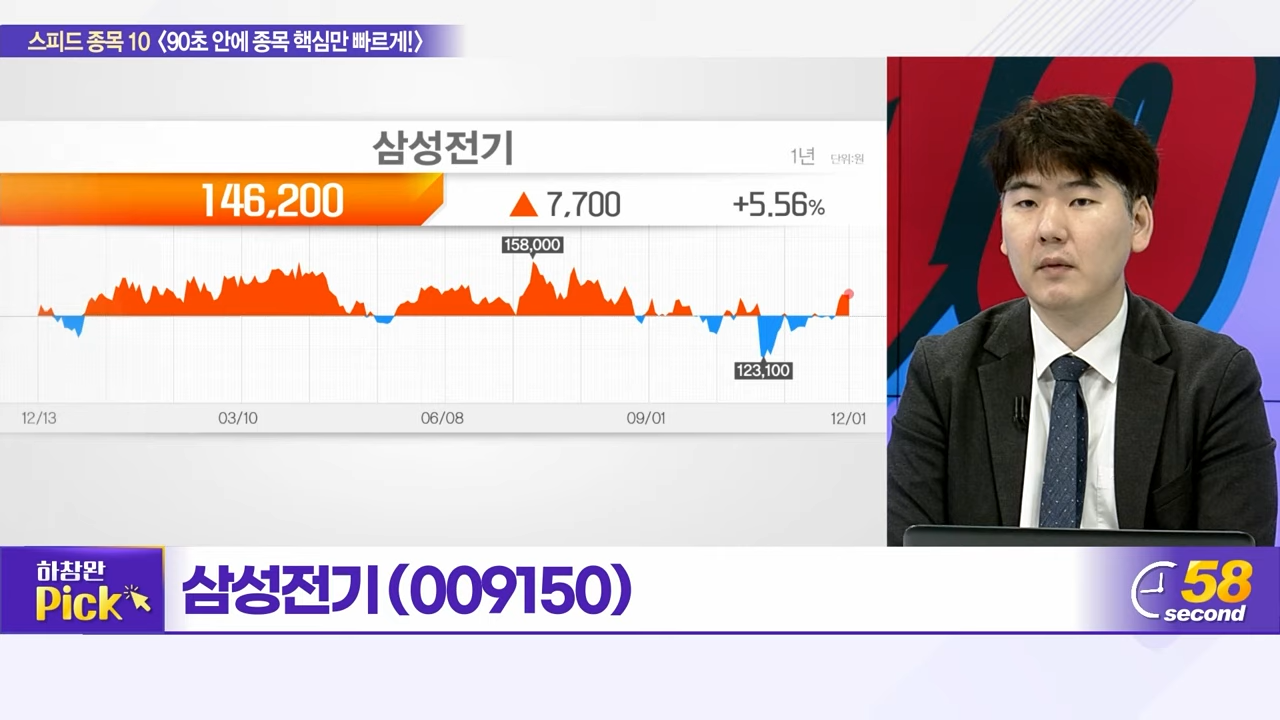 스피드 종목 10 〈90초 안에 종목 핵심만 빠르게!〉
삼성전기
1년 단위:원
146,200 ▲ 7,700 +5.56%
158,000
123,100
12/13 03/10 06/08 09/01 12/01
하창완
Pick
삼성전기(009150)
58
second